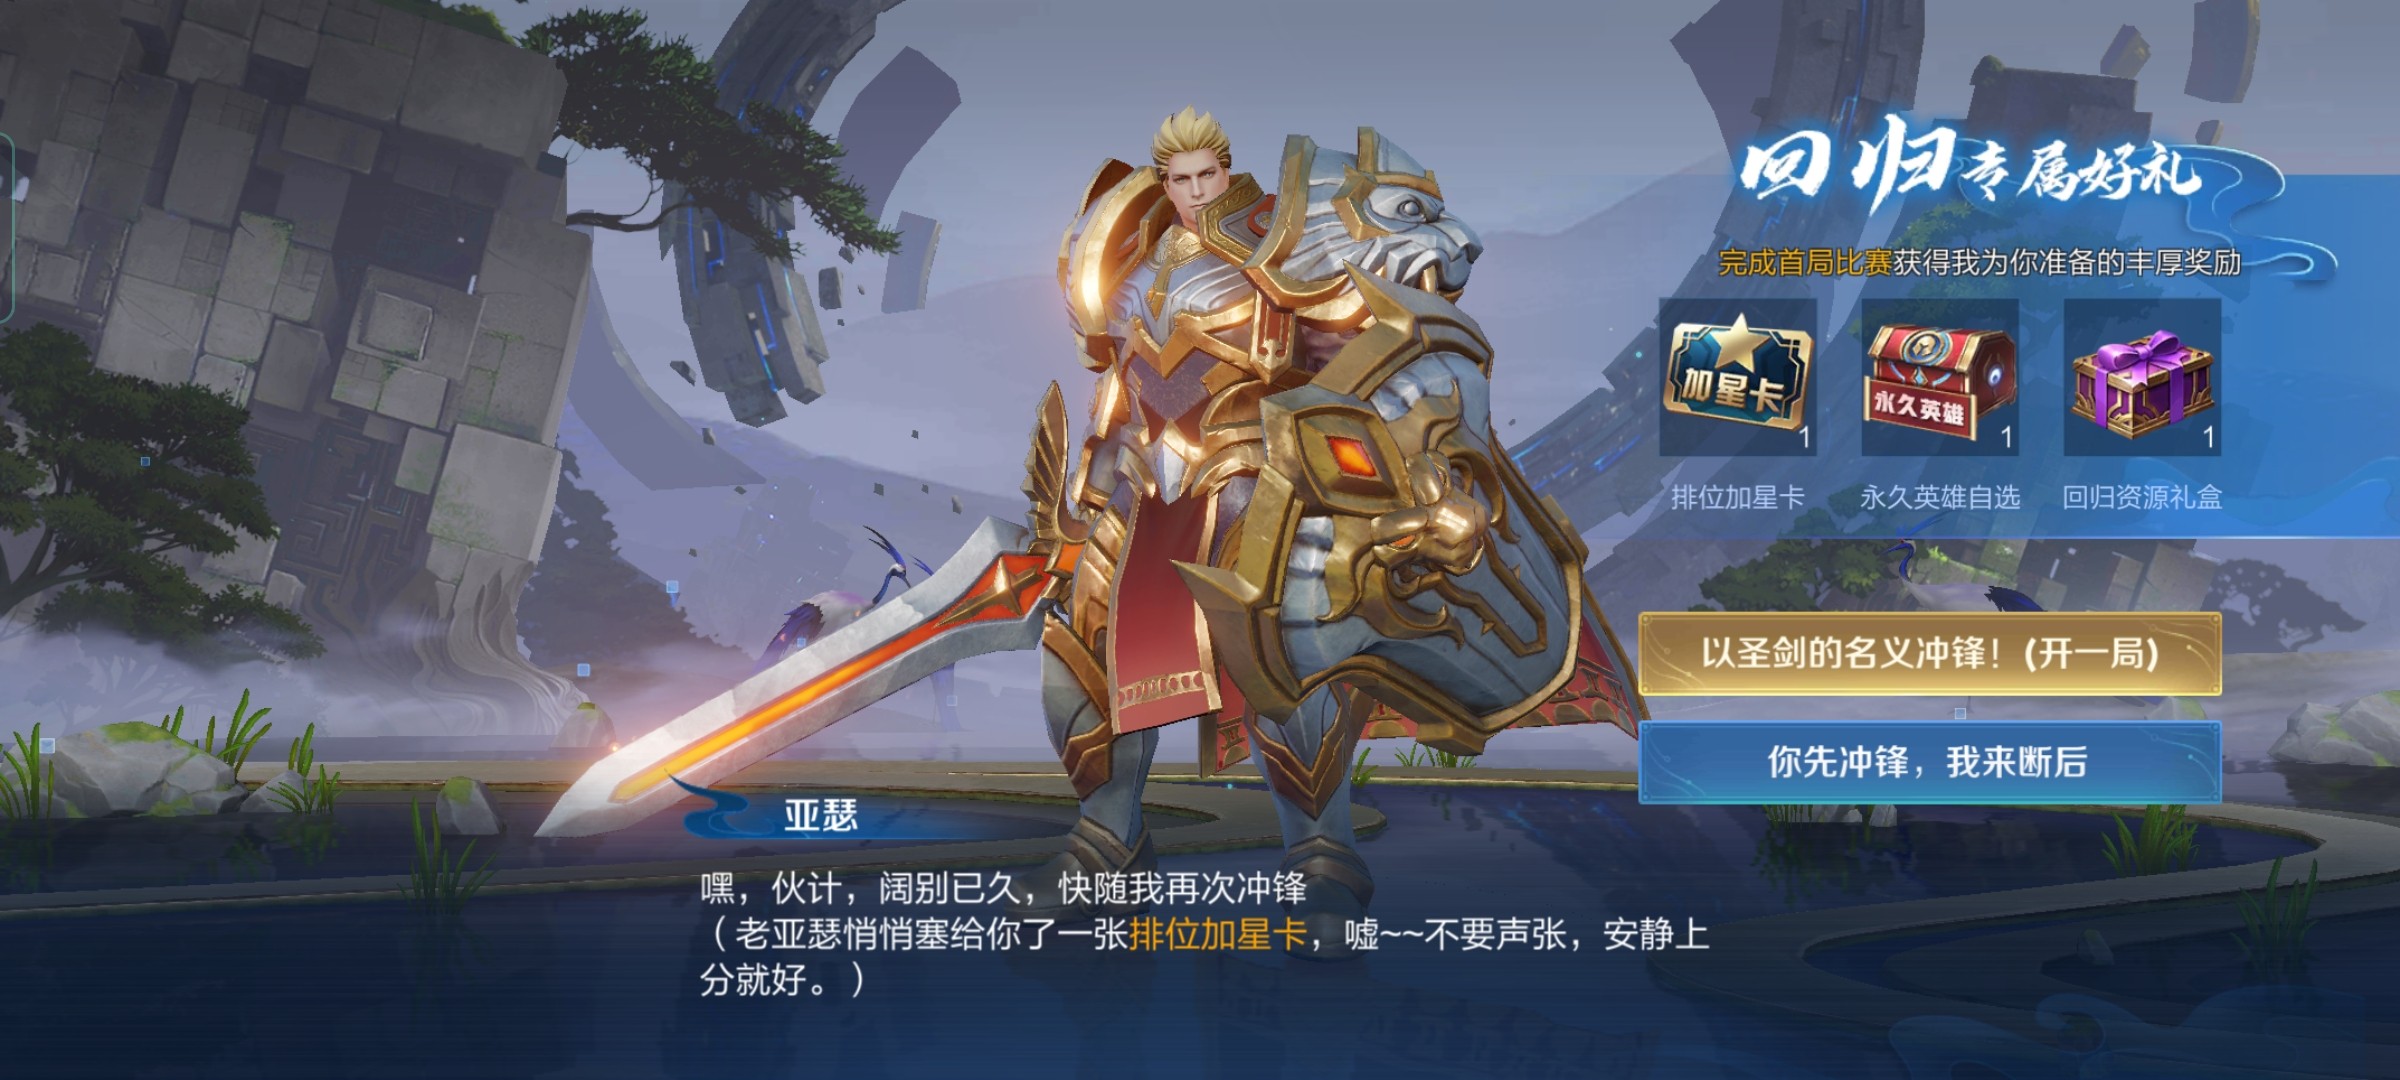 回归专属好礼
完成首局比赛获得我为你准备的丰厚奖励
加星卡
1
永久英雄
1
1
排位加星卡
永久英雄自选
回归资源礼盒
以圣剑的名义冲锋！(开一局)
你先冲锋，我来断后
亚瑟
嘿，伙计，阔别已久，快随我再次冲锋
（老亚瑟悄悄塞给你了一张排位加星卡，嘘~~不要声张，安静上
分就好。）